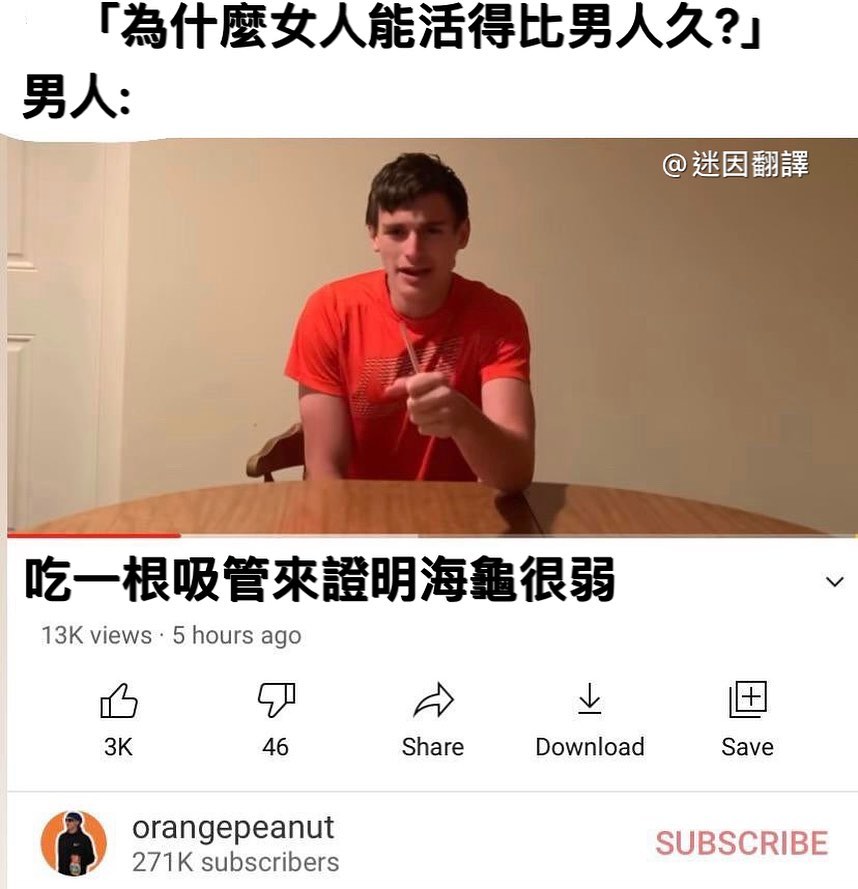 「為什麼女人能活得比男人久?」
男人:
@迷因翻譯
吃一根吸管來證明海龜很弱
13K views · 5 hours ago
3K
46
Share
Download
Save
orangepeanut
271K subscribers
SUBSCRIBE